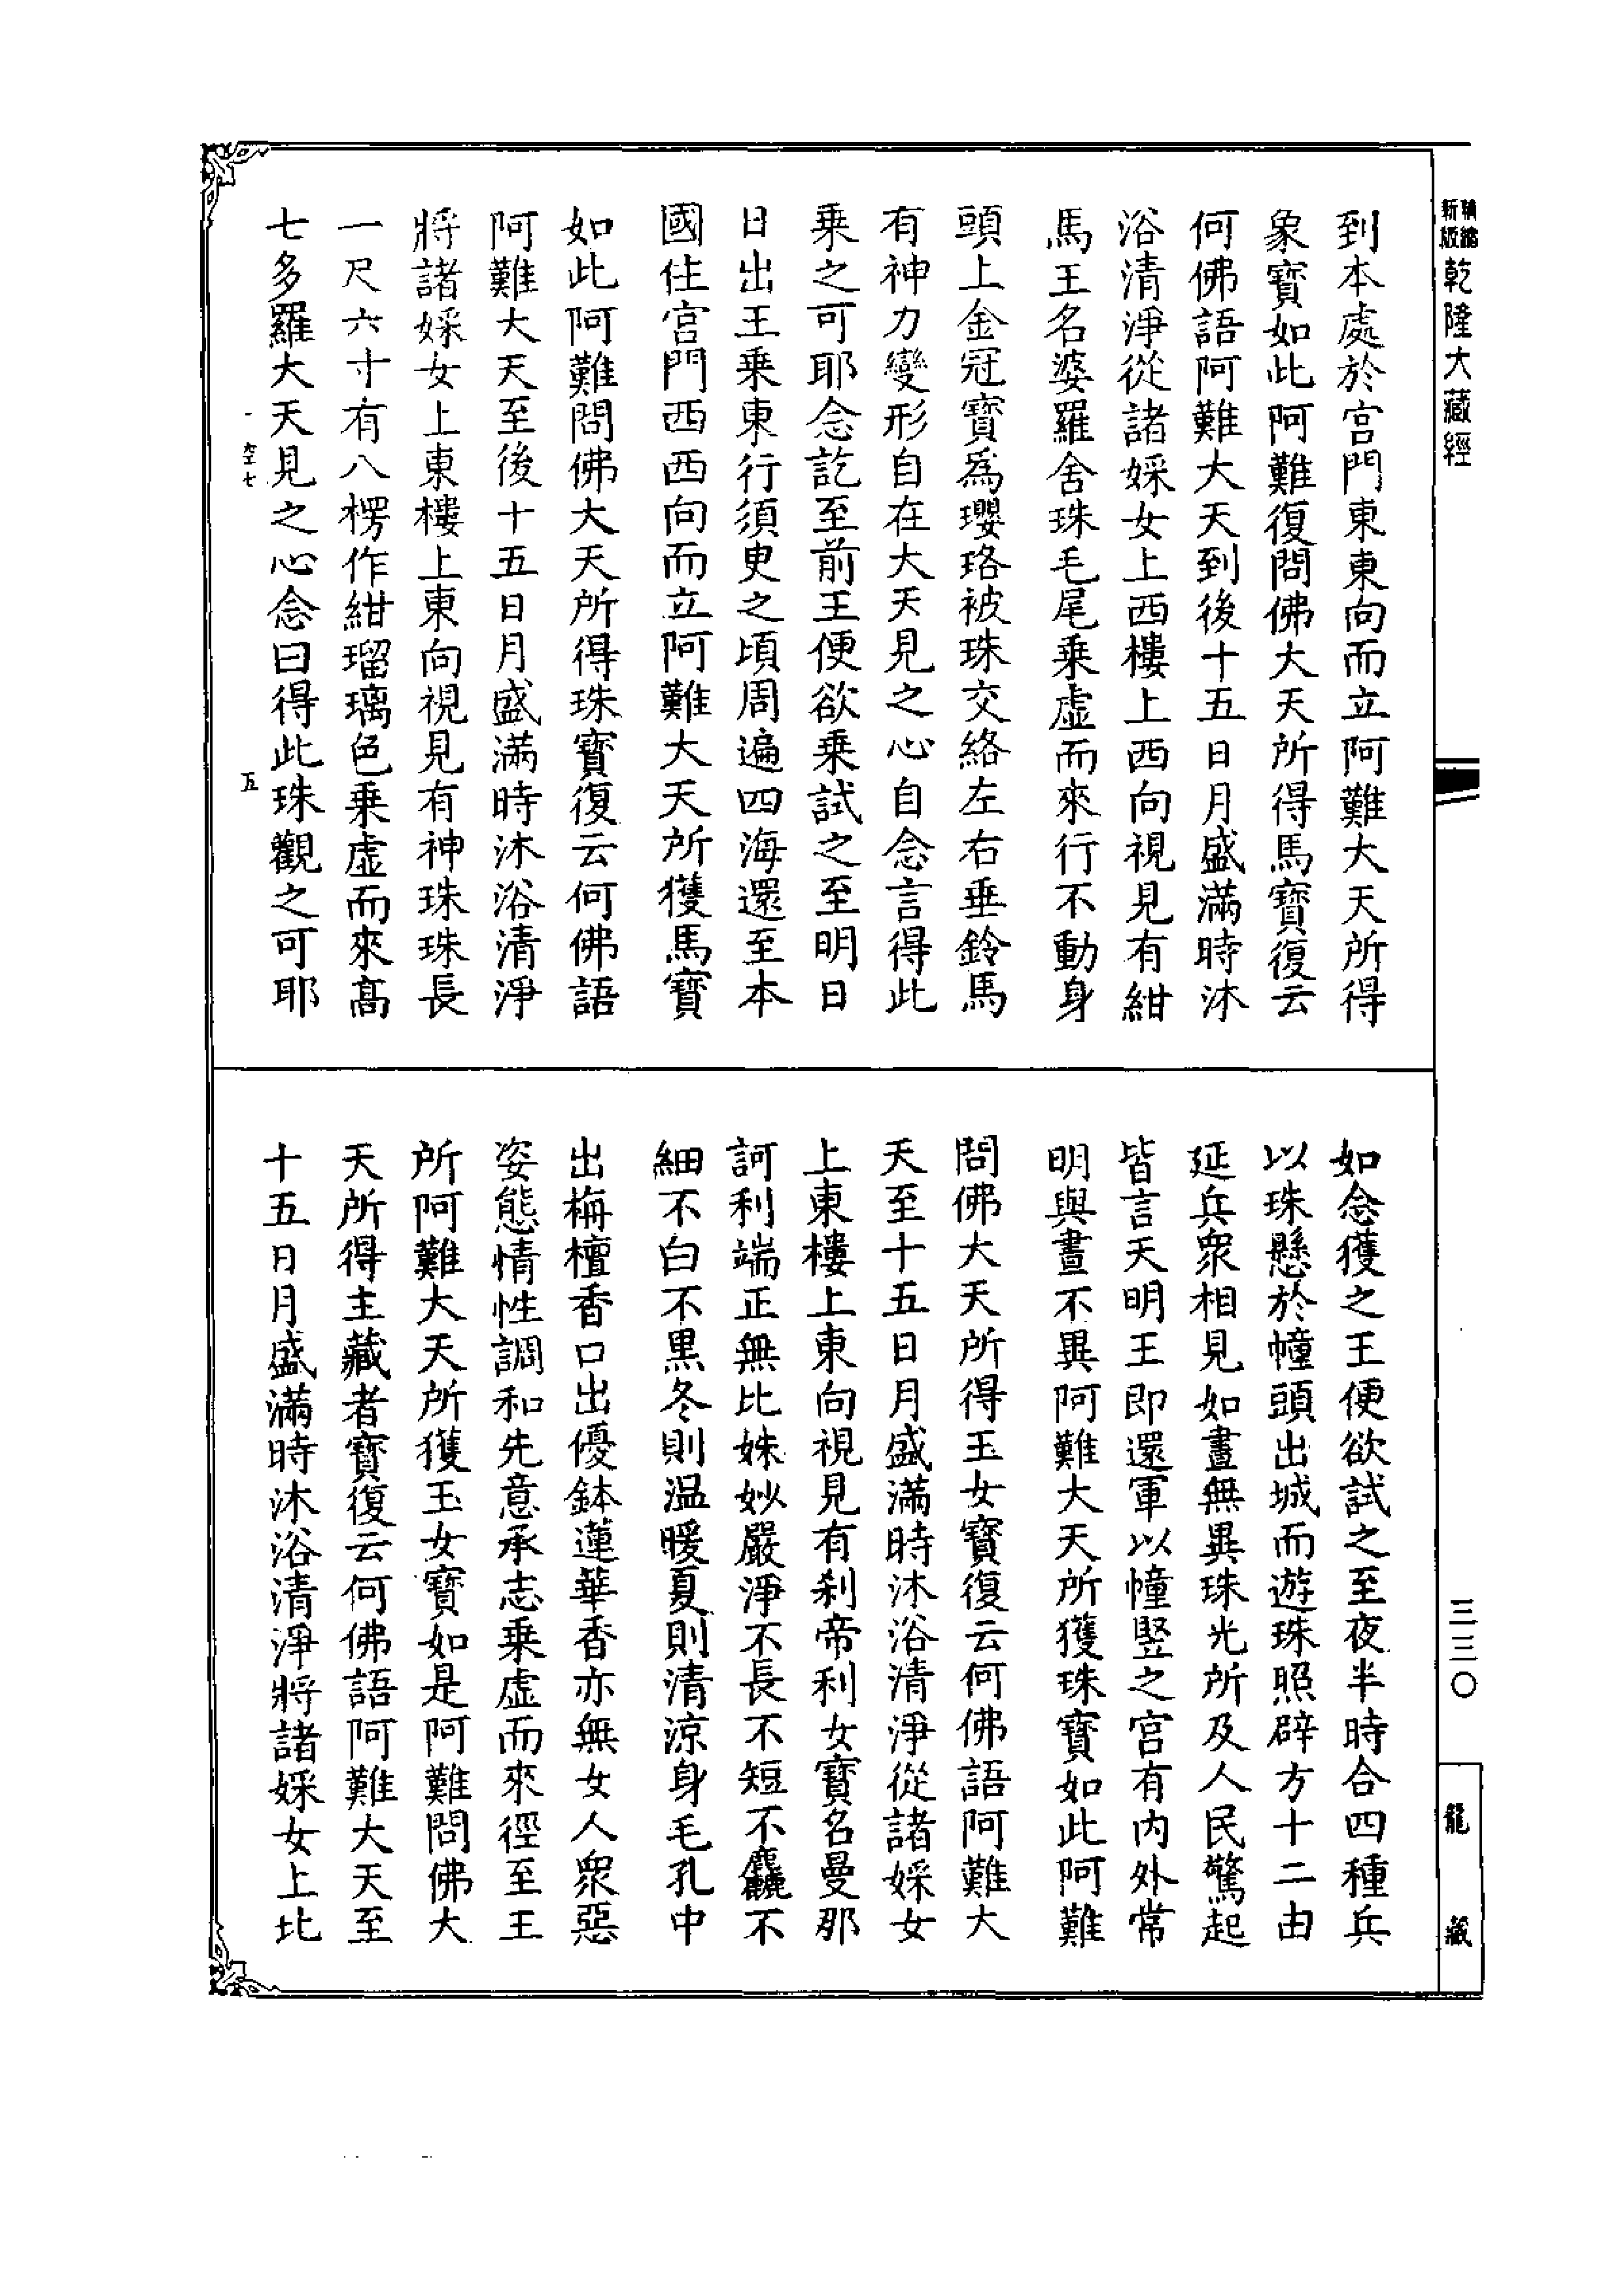 精縮新版乾隆大藏經
到本處於宮門東東向而立阿難大天所得
象寶如此阿難復問佛大天所得馬寶復云
何佛語阿難大天到後十五日月盛滿時沐
浴清淨從諸婇女上西樓上西向視見有紺
馬王名婆羅舍珠毛尾乗虛而來行不動身
頭上金冠寶爲瓔珞被珠交絡左右垂鈴馬
有神力變形自在大天見之心自念言得此
乗之可耶念訖至前王便欲乗試之至明日
日出王乗東行須㬰之頃周遍四海還至本
國住宮門西西向而立阿難大天所獲馬寶
如此阿難問佛大天所得珠寶復云何佛語
阿難大天至後十五日月盛滿時沐浴清淨
將諸婇女上東樓上東向視見有神珠珠長
一尺六寸有八楞作紺瑠璃色乗虛而來高
七多羅大天見之心念曰得此珠觀之可耶
空七
五
如念獲之王便欲試之至夜半時合四種兵
以珠懸於幢頭出城而遊珠照辟方十二由
延兵衆相見如晝無異珠光所及人民驚起
皆言天明王即還軍以幢竪之宮有內外常
明與晝不異阿難大天所獲珠寶如此阿難
問佛大天所得玉女寶復云何佛語阿難大
天至十五日月盛滿時沐浴清淨從諸婇女
上東樓上東向視見有刹帝利女寶名曼那
訶利端正無比姝妙嚴淨不長不短不麤不
細不白不黑冬則温暖夏則清涼身毛孔中
出栴檀香口出優鉢蓮華香亦無女人衆惡
姿態情性調和先意承志乗虛而來徑至王
所阿難大天所獲玉女寶如是阿難問佛大
天所得主藏者寶復云何佛語阿難大天至
十五日月盛滿時沐浴清淨將諸婇女上北
三三〇
龍藏